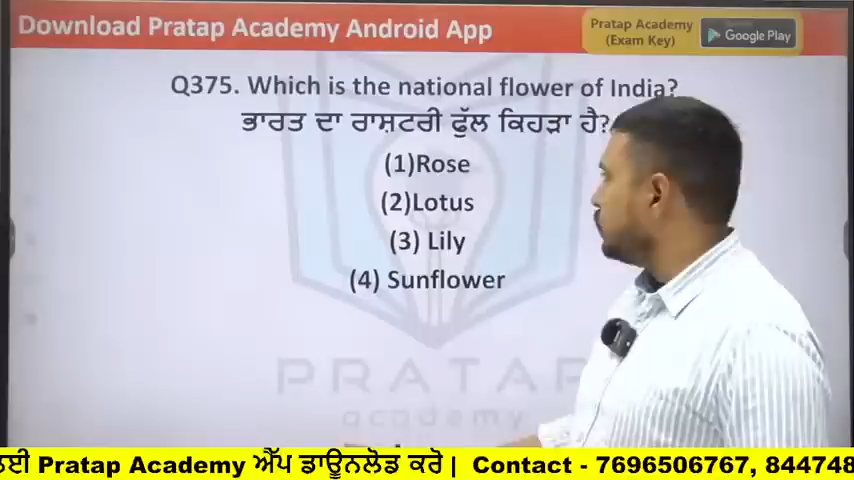 Download Pratap Academy Android App
Pratap Academy
(Exam Key)
Google Play
Q375. Which is the national flower of India?
ਭਾਰਤ ਦਾ ਰਾਸ਼ਟਰੀ ਫੁੱਲ ਕਿਹੜਾ ਹੈ?
(1)Rose
(2)Lotus
(3) Lily
(4) Sunflower
PRATAP
academy
ਲਈ Pratap Academy ਐੱਪ ਡਾਊਨਲੋਡ ਕਰੋ | Contact - 7696506767, 844748